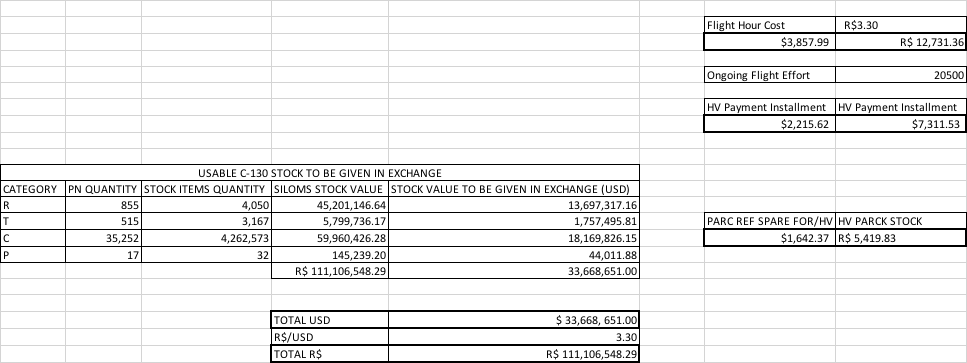 Flight Hour Cost R$3.30
$3,857.99 R$ 12,731.36
Ongoing Flight Effort 20500
HV Payment Installment HV Payment Installment
$2,215.62 $7,311.53
USABLE C-130 STOCK TO BE GIVEN IN EXCHANGE
CATEGORY PN QUANTITY STOCK ITEMS QUANTITY SILOMS STOCK VALUE STOCK VALUE TO BE GIVEN IN EXCHANGE (USD)
R 855 4,050 45,201,146.64 13,697,317.16
T 515 3,167 5,799,736.17 1,757,495.81
PARC REF SPARE FOR/HV HV PARCK STOCK
C 35,252 4,262,573 59,960,426.28 18,169,826.15
$1,642.37 R$ 5,419.83
P 17 32 145,239.20 44,011.88
R$ 111,106,548.29 33,668,651.00
TOTAL USD $ 33,668, 651.00
R$/USD 3.30
TOTAL R$ R$ 111,106,548.29